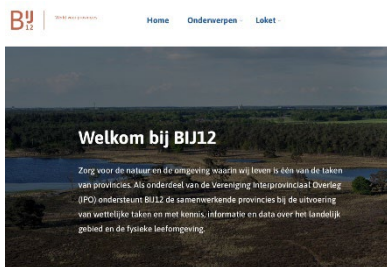 BIJ
12
Werkt voor provincies
Home Onderwerpen Loket
Welkom bij BIJ12
Zorg voor de natuur en de omgeving waarin wij leven is één van de taken
van provincies. Als onderdeel van de Vereniging Interprovinciaal Overleg
(IPO) ondersteunt BIJ12 de samenwerkende provincies bij de uitvoering
van wettelijke taken en met kennis, informatie en data over het landelijk
gebied en de fysieke leefomgeving.